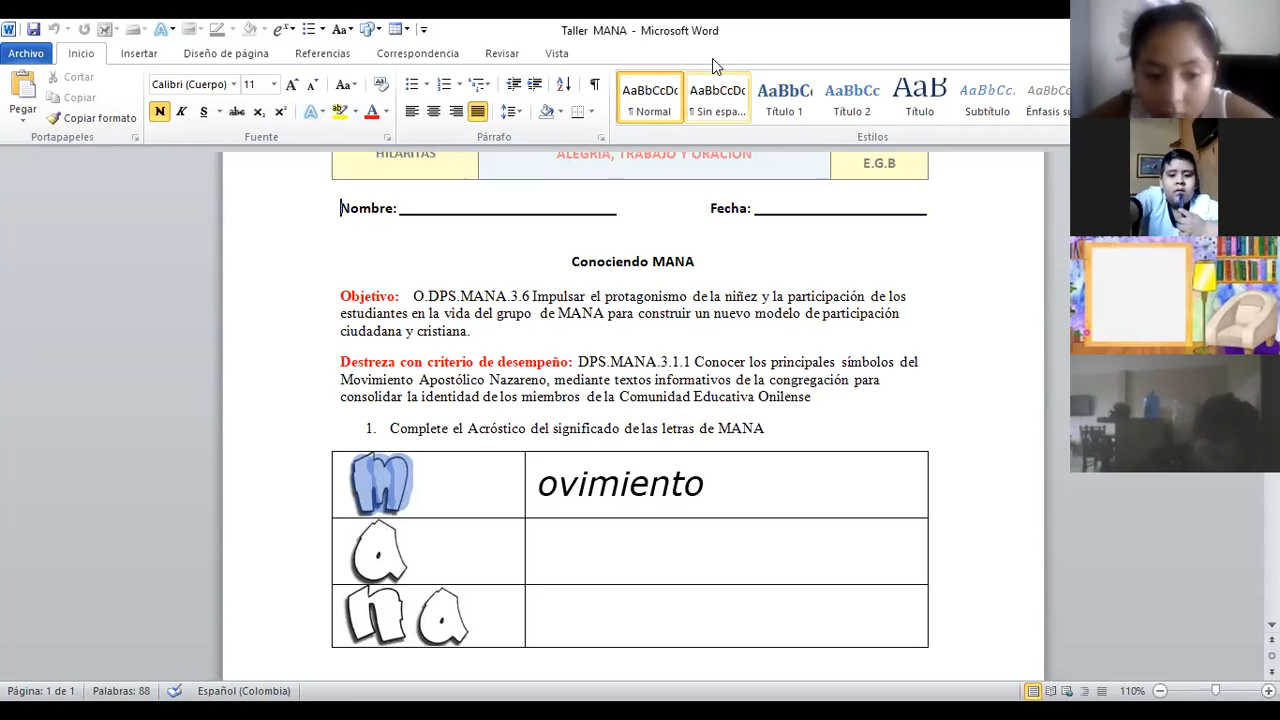 Taller MANA - Microsoft Word
Archivo Inicio Insertar Diseño de página Referencias Correspondencia Revisar Vista
Pegar
Cortar
Copiar
Copiar formato
Portapapeles
Calibri (Cuerpo) 11
N K S abc x₂ x² A
Fuente
Párrafo
AaBbCcDc AaBbCcDc AaBbC AaBbCc AaB AaBbCc. AaBbCc
¶ Normal ¶ Sin espa... Título 1 Título 2 Título Subtítulo Énfasis su
Estilos
HILARITAS ALEGRIA, TRABAJO Y ORACION E.G.B
Nombre: Fecha:
Conociendo MANA
Objetivo: O.DPS.MANA.3.6 Impulsar el protagonismo de la niñez y la participación de los
estudiantes en la vida del grupo de MANA para construir un nuevo modelo de participación
ciudadana y cristiana.
Destreza con criterio de desempeño: DPS.MANA.3.1.1 Conocer los principales símbolos del
Movimiento Apostólico Nazareno, mediante textos informativos de la congregación para
consolidar la identidad de los miembros de la Comunidad Educativa Onilense
1. Complete el Acróstico del significado de las letras de MANA
m ovimiento
a
na
Página: 1 de 1 Palabras: 88 Español (Colombia) 110%